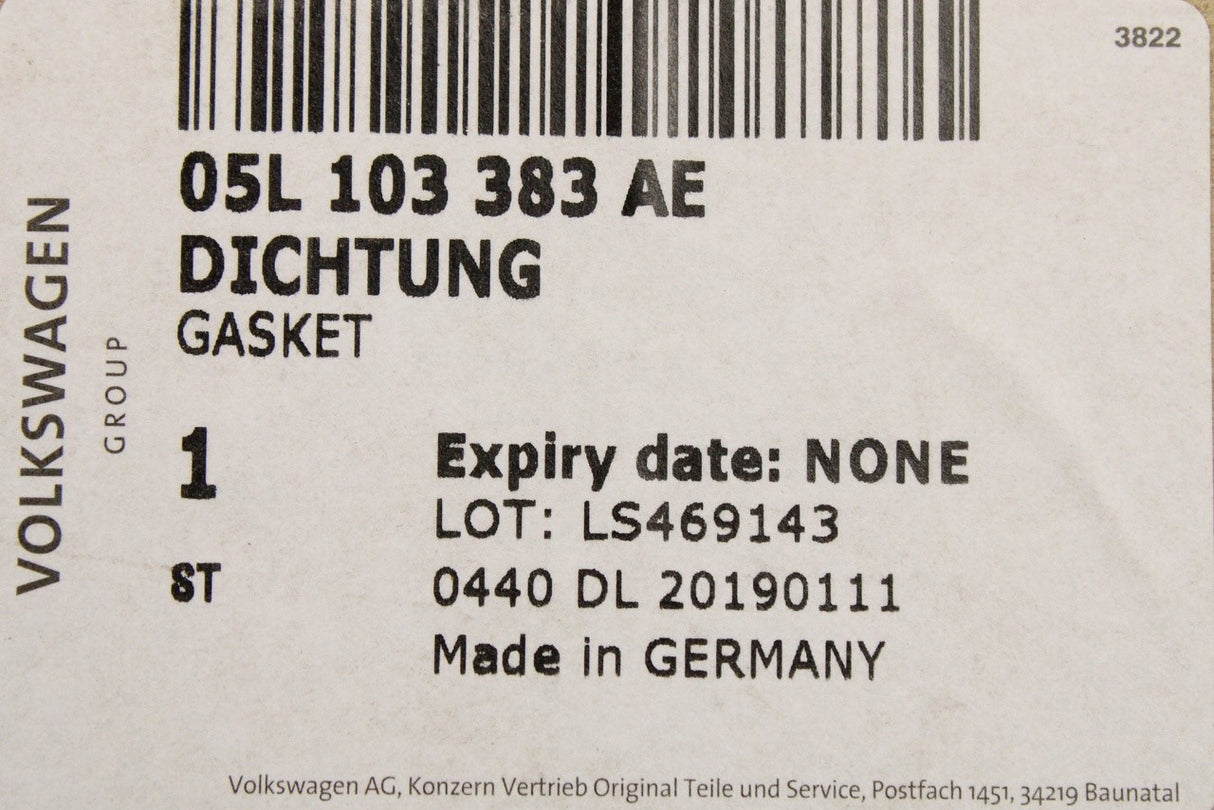 3822
05L 103 383 AE
DICHTUNG
GASKET
VOLKSWAGEN
GROUP
1
Expiry date: NONE
LOT: LS469143
ST
0440 DL 20190111
Made in GERMANY
Volkswagen AG, Konzern Vertrieb Original Teile und Service, Postfach 1451, 34219 Baunatal